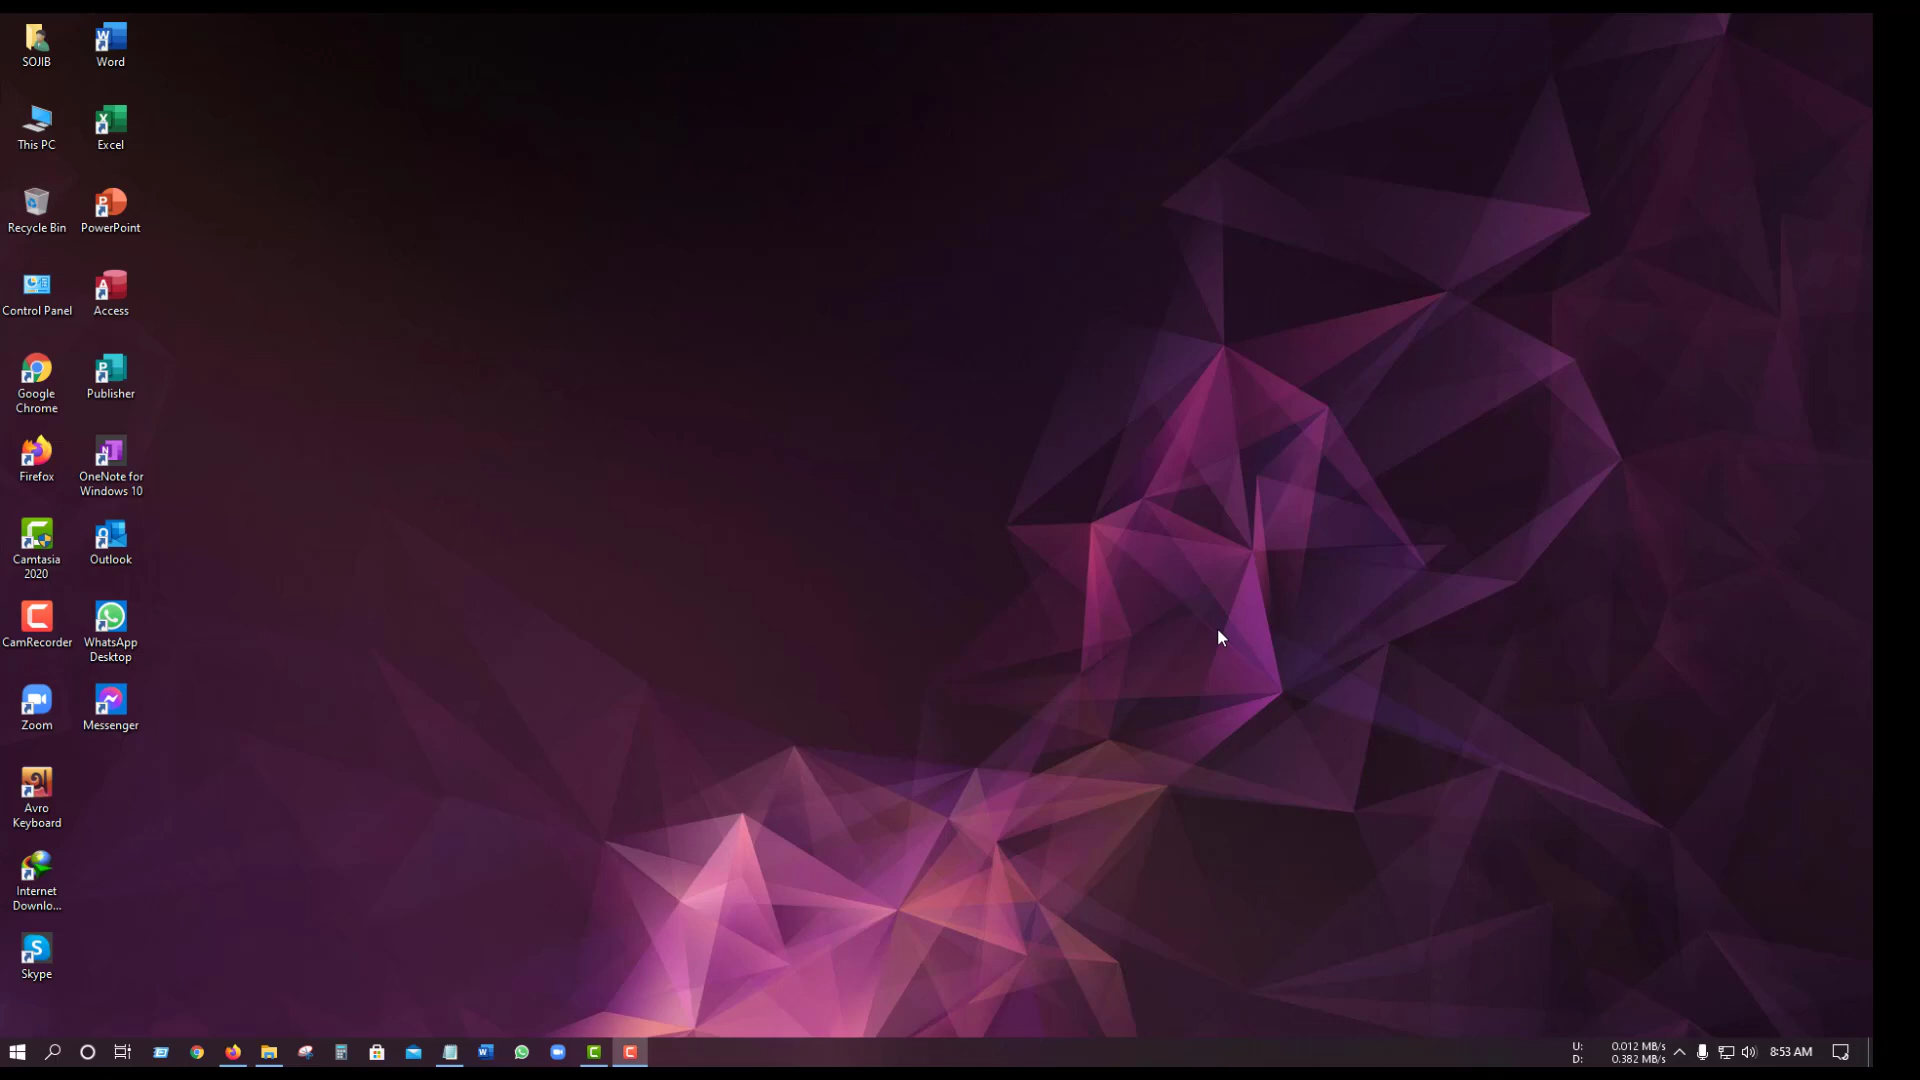 SOJIB
Word
This PC
Excel
Recycle Bin
PowerPoint
Control Panel
Access
Google
Chrome
Publisher
Firefox
OneNote for
Windows 10
Camtasia
2020
Outlook
CamRecorder
WhatsApp
Desktop
Zoom
Messenger
Avro
Keyboard
Internet
Downlo...
Skype
U: 0.012 MB/s
D: 0.382 MB/s
8:53 AM